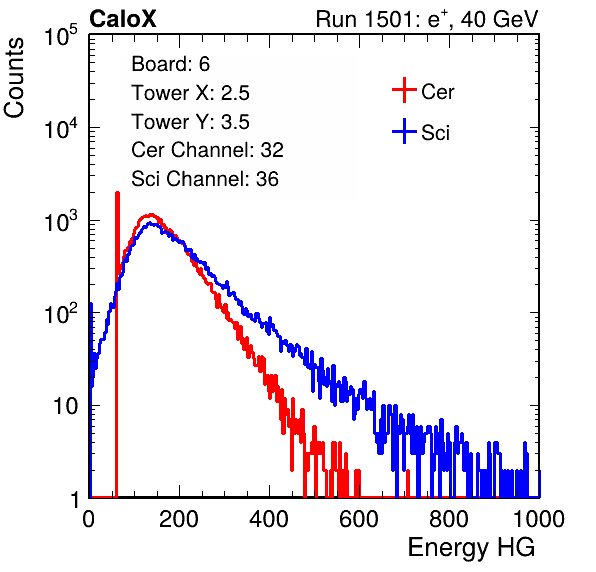 CaloX Run 1501: e⁺, 40 GeV
Counts
Board: 6
Tower X: 2.5
Tower Y: 3.5
Cer Channel: 32
Sci Channel: 36
Cer
Sci
10⁵
10⁴
10³
10²
10
1
0 200 400 600 800 1000
Energy HG